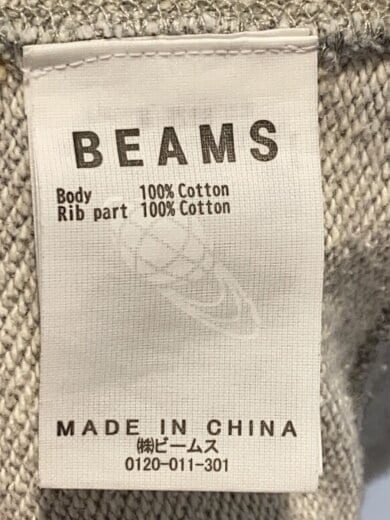 BEAMS
Body 100% Cotton
Rib part 100% Cotton
MADE IN CHINA
㈱ビームス
0120-011-301